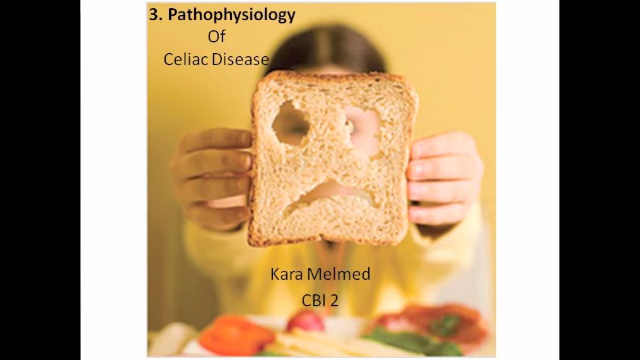 3. Pathophysiology
Of
Celiac Disease
Kara Melmed
CBI 2